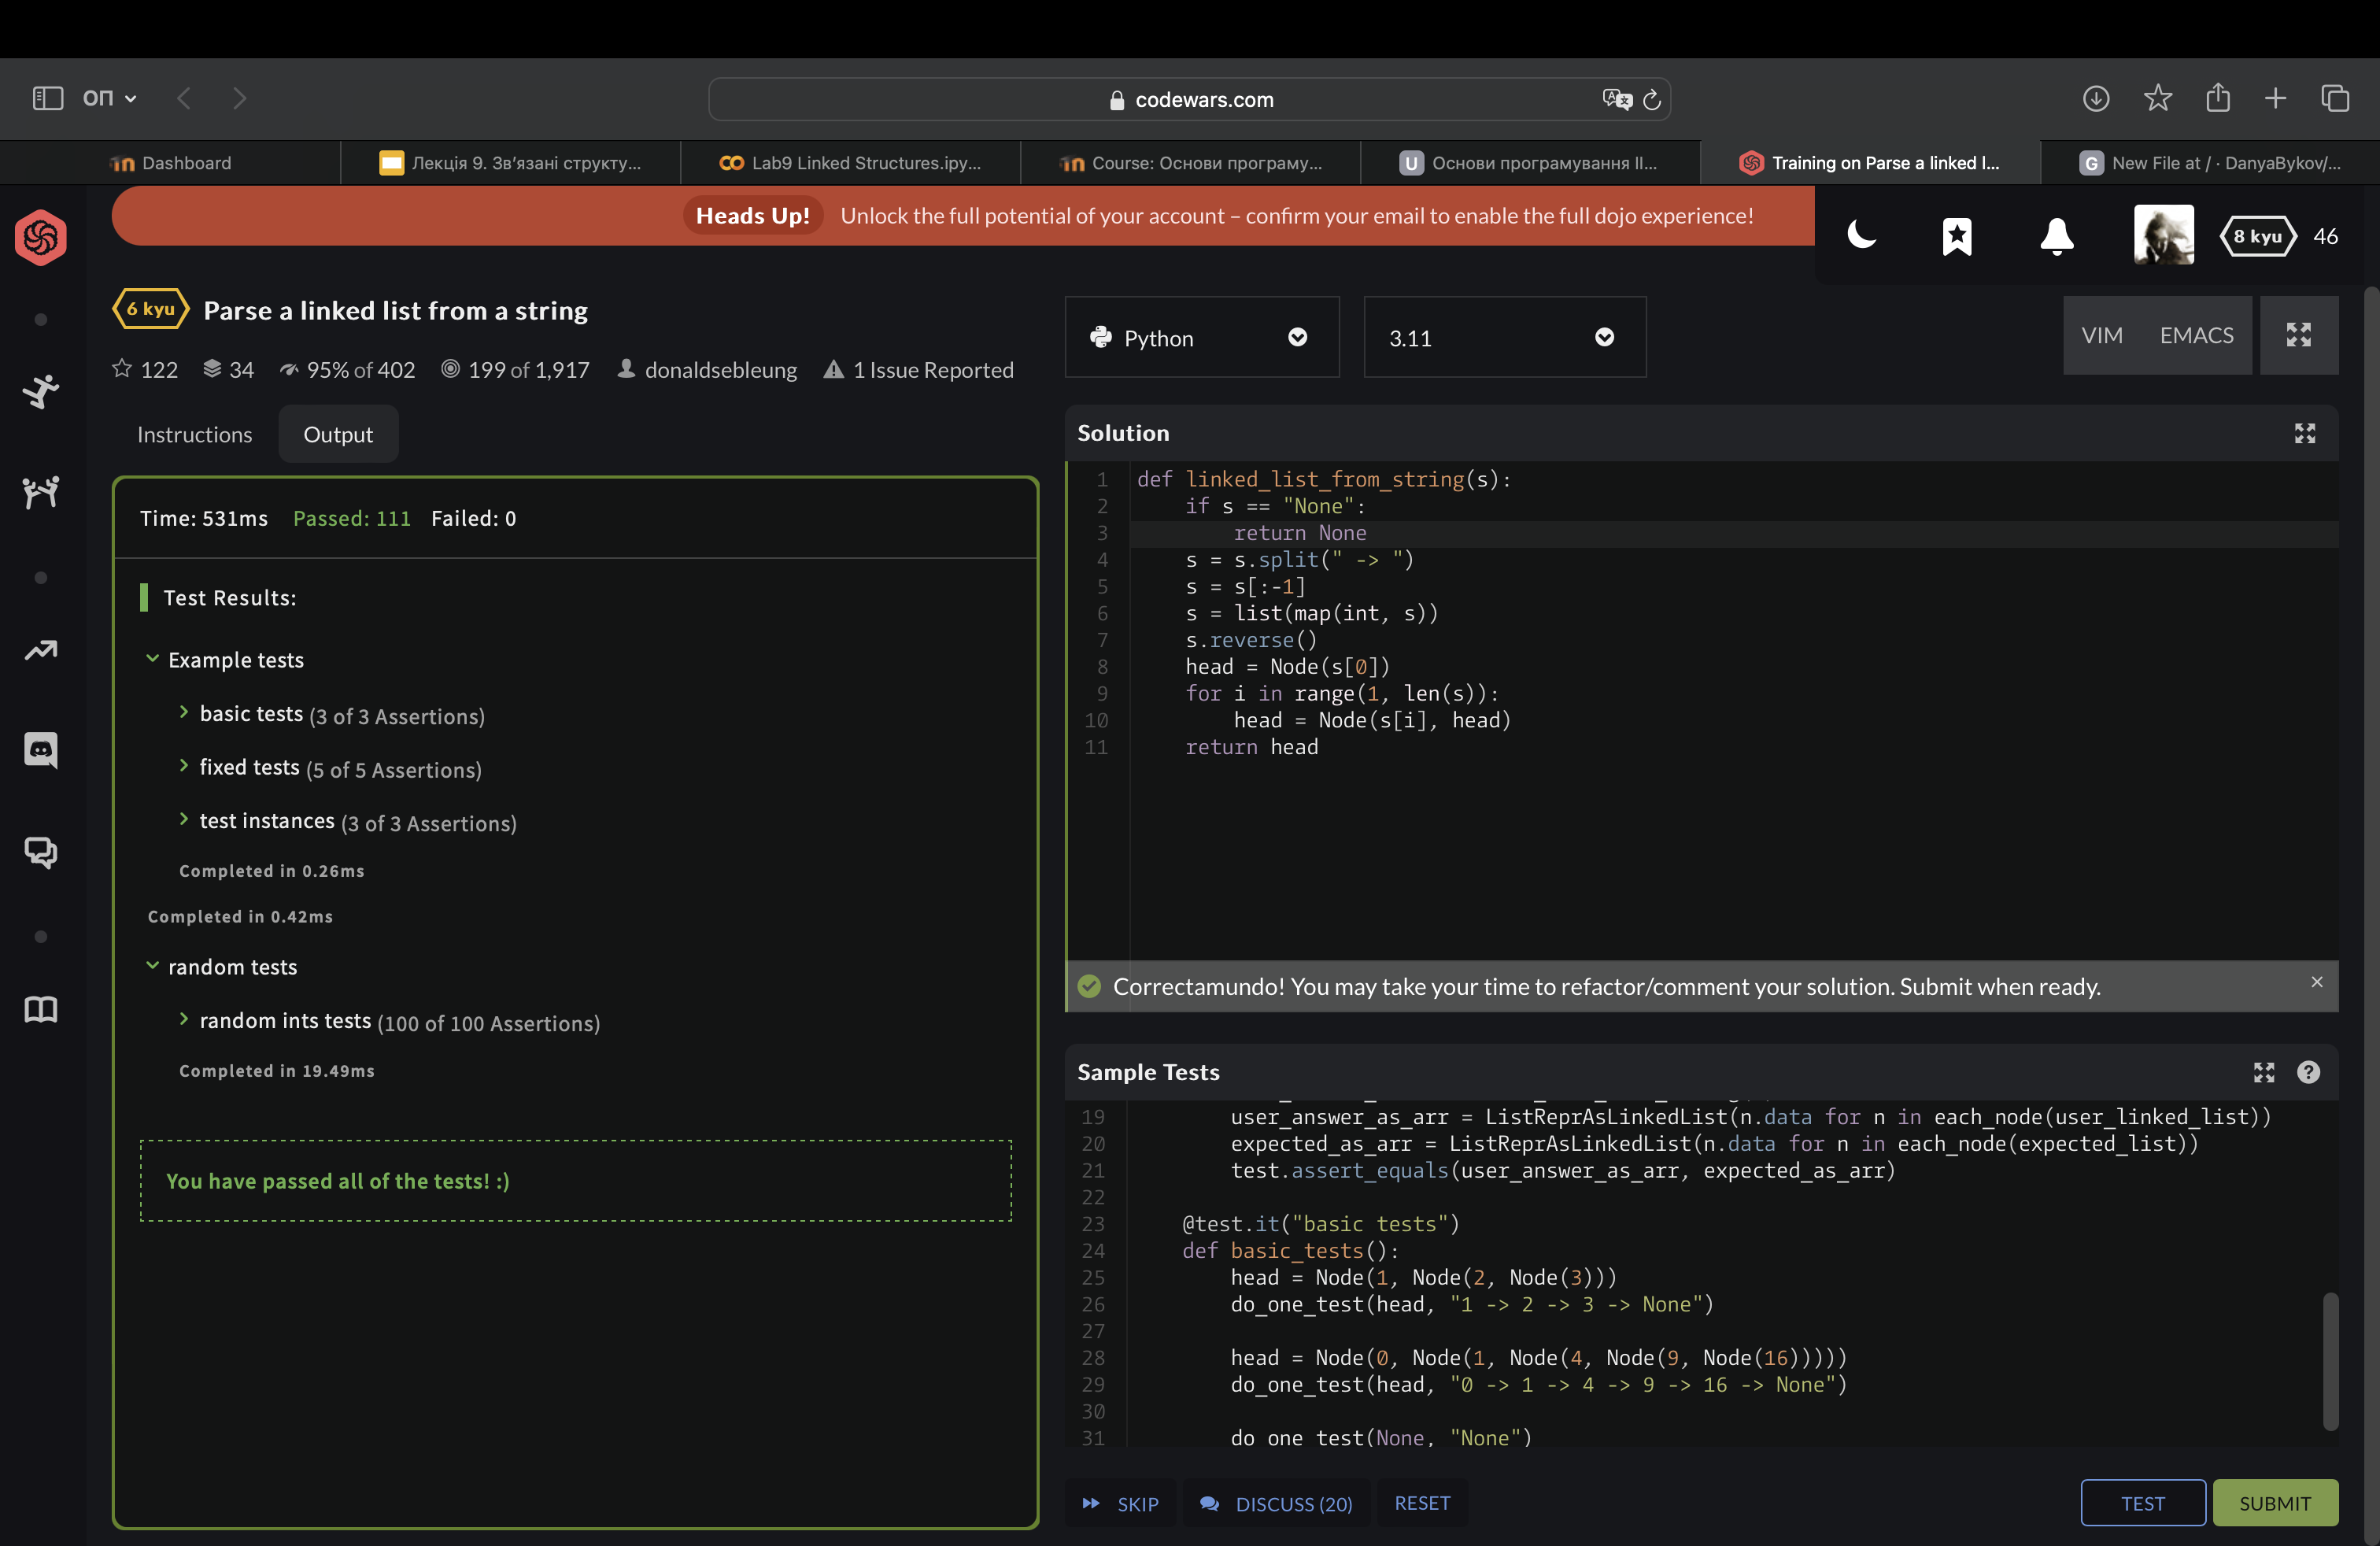 ОП
codewars.com
Dashboard
Лекція 9. Зв'язані структу...
Lab9 Linked Structures.ipy...
Course: Основи програму...
Основи програмування II...
Training on Parse a linked l...
New File at / · DanyaBykov/...
Heads Up! Unlock the full potential of your account – confirm your email to enable the full dojo experience!
8 kyu 46
6 kyu Parse a linked list from a string
122 34 95% of 402 199 of 1,917 donaldsebleung 1 Issue Reported
Python
3.11
VIM EMACS
Instructions Output
Time: 531ms Passed: 111 Failed: 0
Test Results:
Example tests
basic tests (3 of 3 Assertions)
fixed tests (5 of 5 Assertions)
test instances (3 of 3 Assertions)
Completed in 0.26ms
Completed in 0.42ms
random tests
random ints tests (100 of 100 Assertions)
Completed in 19.49ms
You have passed all of the tests! :)
Solution
1 def linked_list_from_string(s):
2     if s == "None":
3         return None
4     s = s.split(" -> ")
5     s = s[:-1]
6     s = list(map(int, s))
7     s.reverse()
8     head = Node(s[0])
9     for i in range(1, len(s)):
10         head = Node(s[i], head)
11     return head
Correctamundo! You may take your time to refactor/comment your solution. Submit when ready.
Sample Tests
19         user_answer_as_arr = ListReprAsLinkedList(n.data for n in each_node(user_linked_list))
20         expected_as_arr = ListReprAsLinkedList(n.data for n in each_node(expected_list))
21         test.assert_equals(user_answer_as_arr, expected_as_arr)
22
23     @test.it("basic tests")
24     def basic_tests():
25         head = Node(1, Node(2, Node(3)))
26         do_one_test(head, "1 -> 2 -> 3 -> None")
27
28         head = Node(0, Node(1, Node(4, Node(9, Node(16)))))
29         do_one_test(head, "0 -> 1 -> 4 -> 9 -> 16 -> None")
30
31         do_one_test(None, "None")
SKIP DISCUSS (20) RESET
TEST SUBMIT